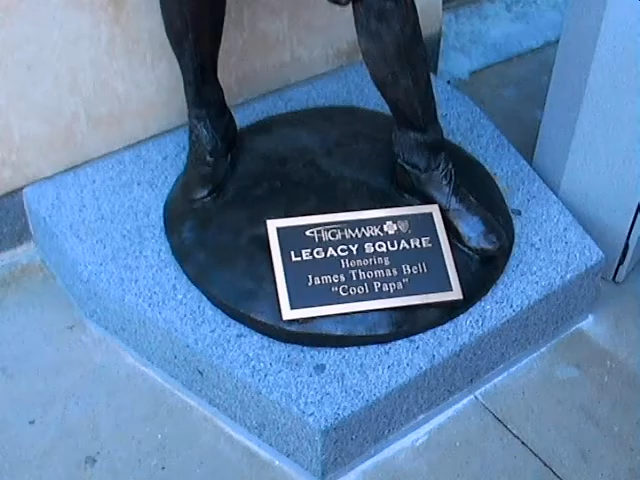 HIGHMARK
LEGACY SQUARE
Honoring
James Thomas Bell
"Cool Papa"